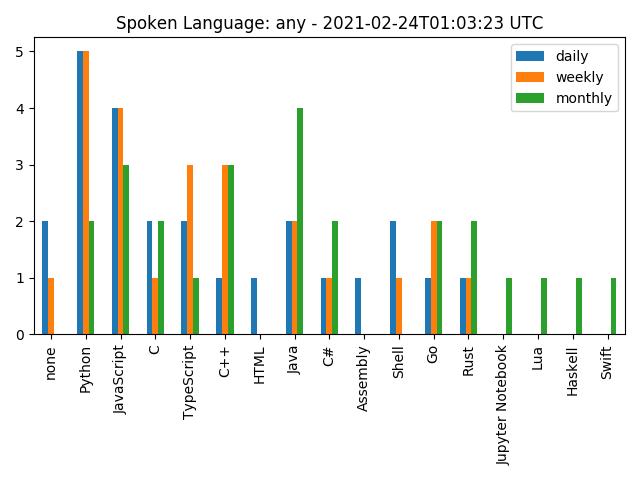 Spoken Language: any - 2021-02-24T01:03:23 UTC
daily
weekly
monthly
5
4
3
2
1
0
none
Python
JavaScript
C
TypeScript
C++
HTML
Java
C#
Assembly
Shell
Go
Rust
Jupyter Notebook
Lua
Haskell
Swift